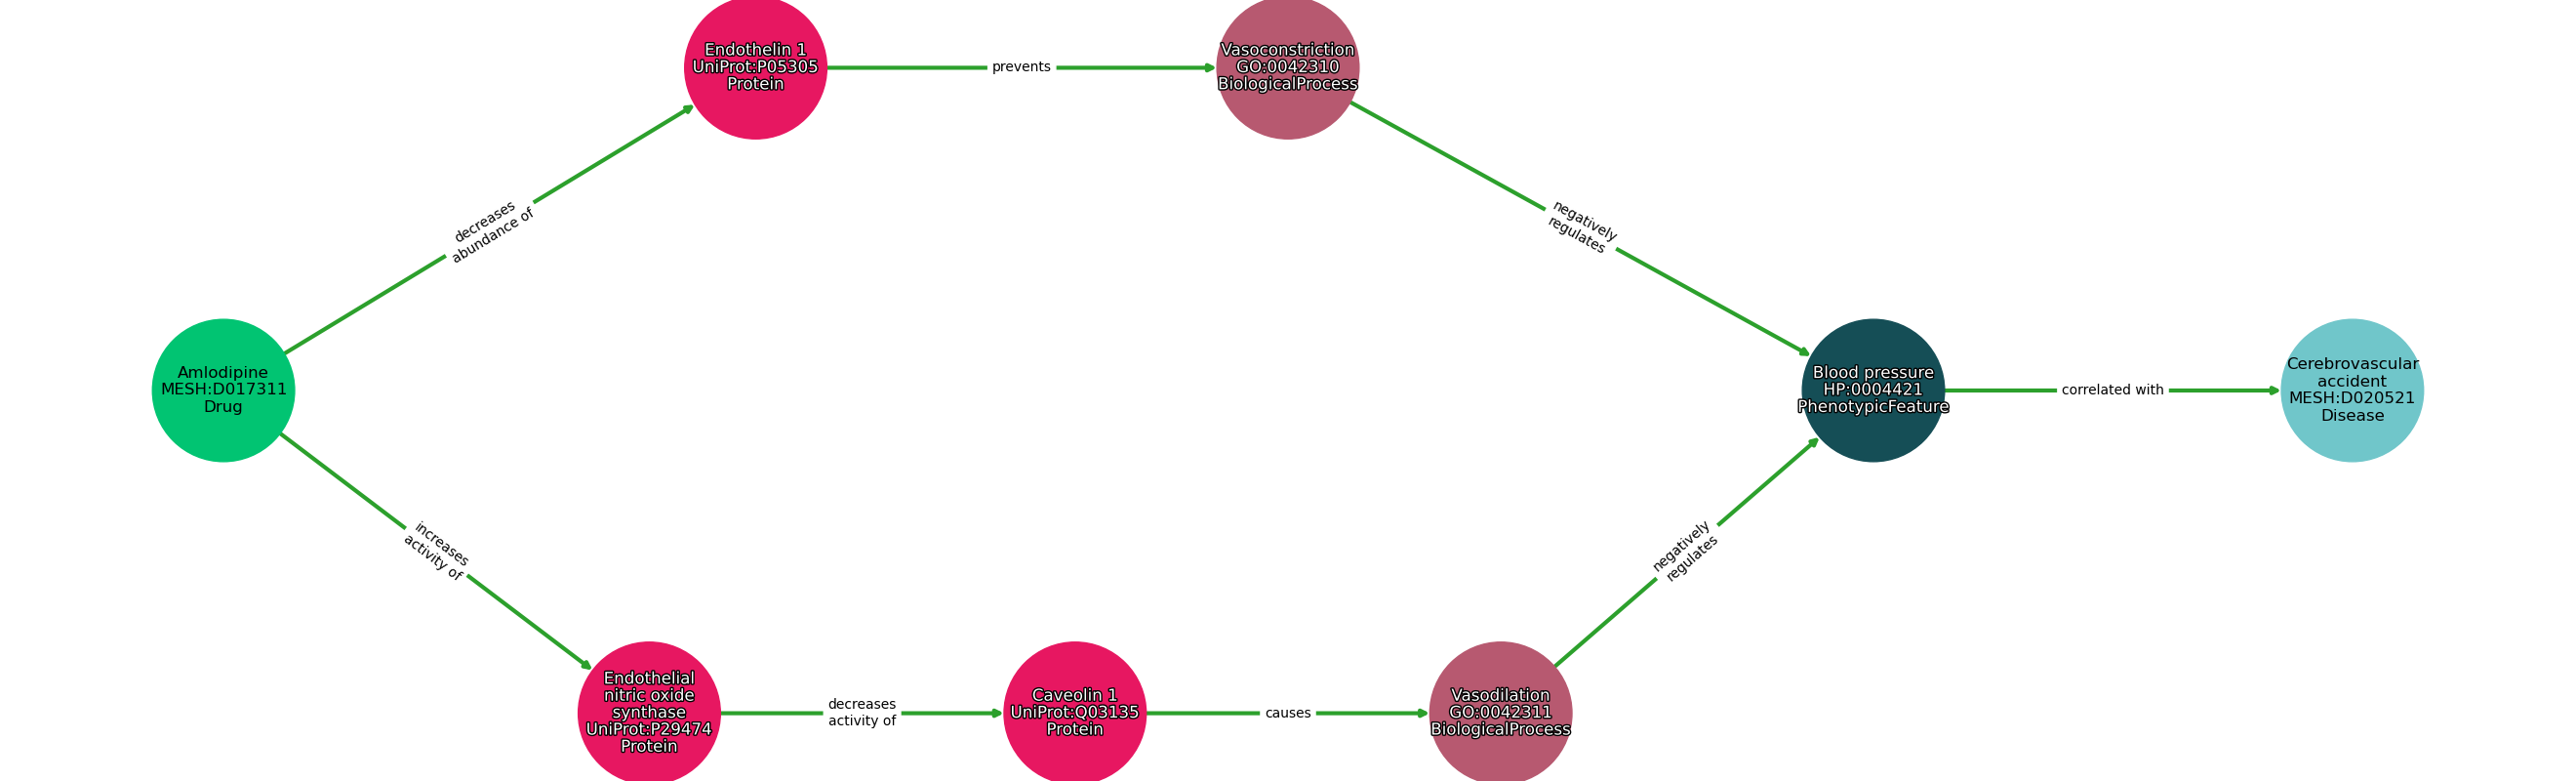 Endothelin 1
UniProt:P05305
Protein
prevents
Vasoconstriction
GO:0042310
BiologicalProcess
decreases
abundance of
negatively
regulates
Amlodipine
MESH:D017311
Drug
Blood pressure
HP:0004421
PhenotypicFeature
correlated with
Cerebrovascular
accident
MESH:D020521
Disease
increases
activity of
negatively
regulates
Endothelial
nitric oxide
synthase
UniProt:P29474
Protein
decreases
activity of
Caveolin 1
UniProt:Q03135
Protein
causes
Vasodilation
GO:0042311
BiologicalProcess